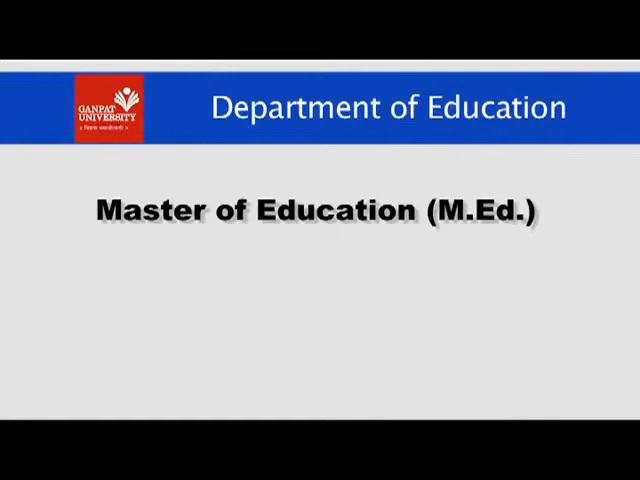 GANPAT
UNIVERSITY
Department of Education
Master of Education (M.Ed.)